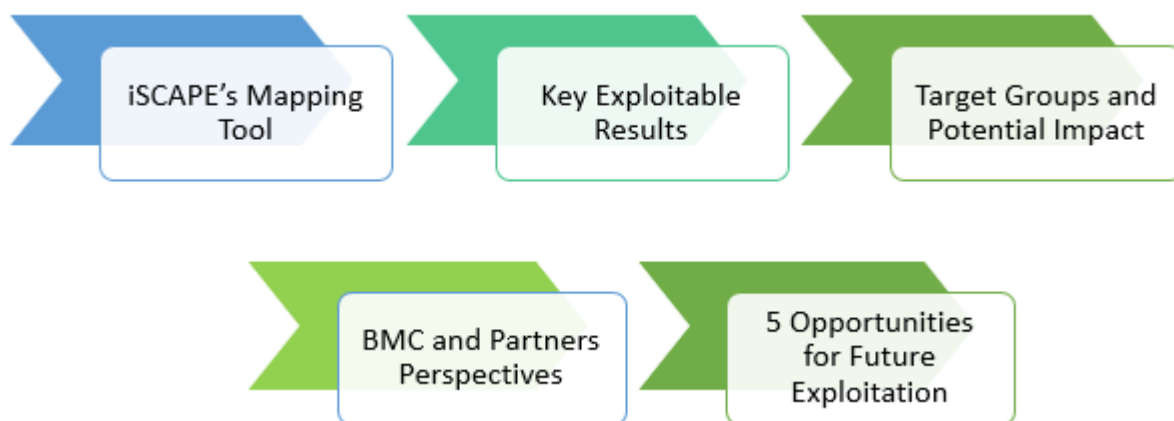 iSCAPE's Mapping
Tool
Key Exploitable
Results
Target Groups and
Potential Impact
BMC and Partners
Perspectives
5 Opportunities
for Future
Exploitation